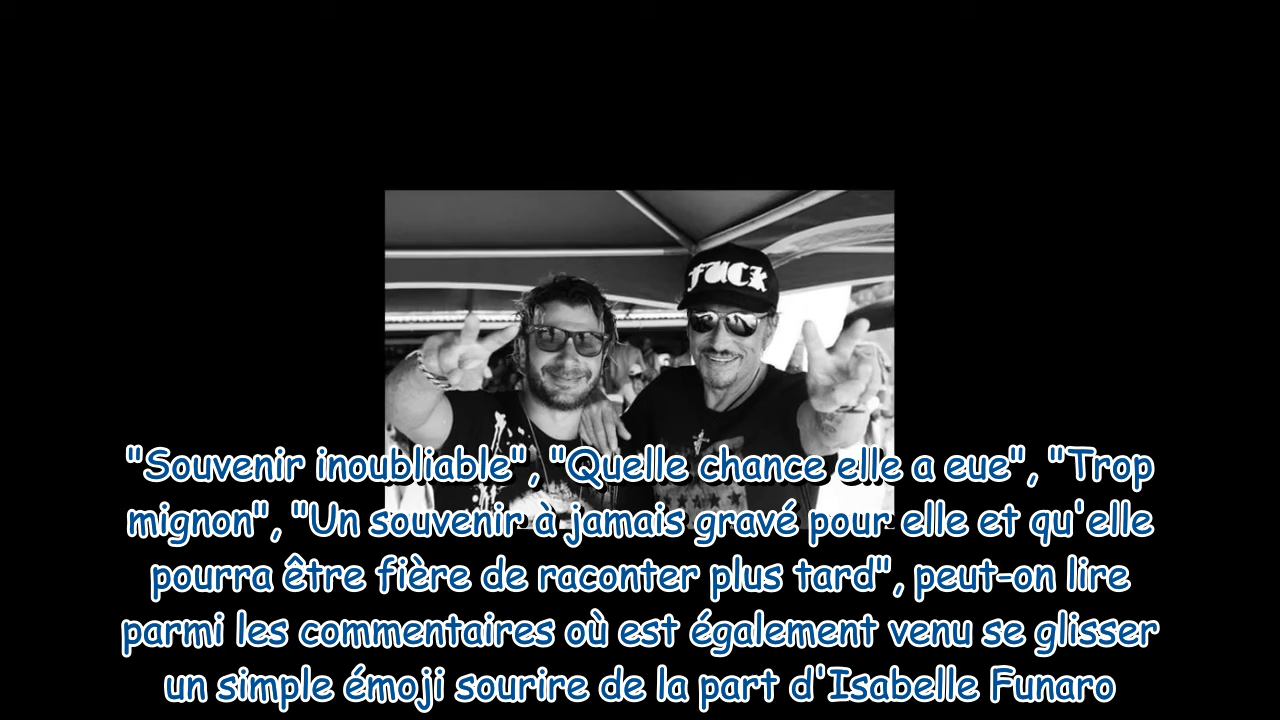 FUCK
"Souvenir inoubliable", "Quelle chance elle a eue", "Trop
mignon", "Un souvenir à jamais gravé pour elle et qu'elle
pourra être fière de raconter plus tard", peut-on lire
parmi les commentaires où est également venu se glisser
un simple émoji sourire de la part d'Isabelle Funaro